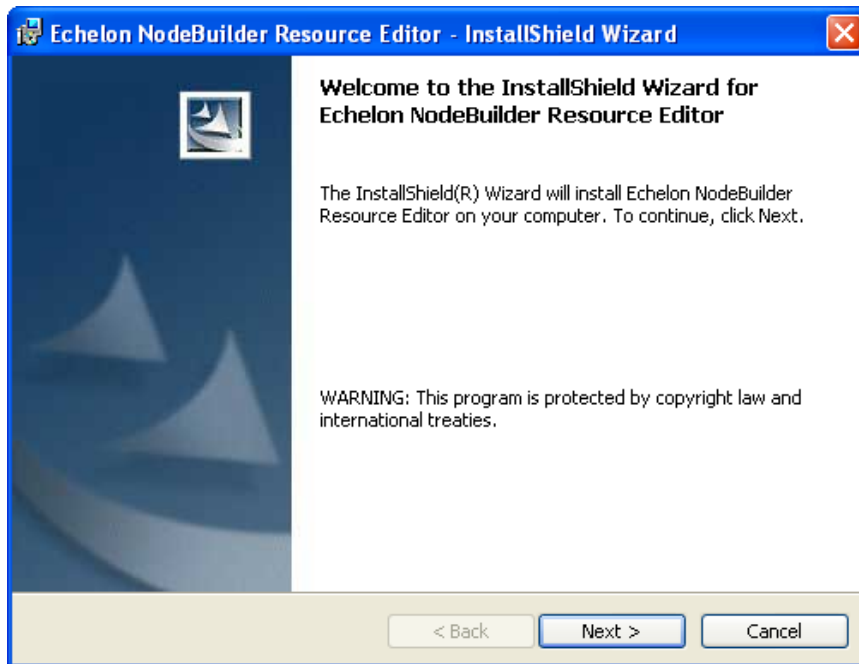 Echelon NodeBuilder Resource Editor - InstallShield Wizard
Welcome to the InstallShield Wizard for
Echelon NodeBuilder Resource Editor
The InstallShield(R) Wizard will install Echelon NodeBuilder
Resource Editor on your computer. To continue, click Next.
WARNING: This program is protected by copyright law and
international treaties.
< Back Next > Cancel